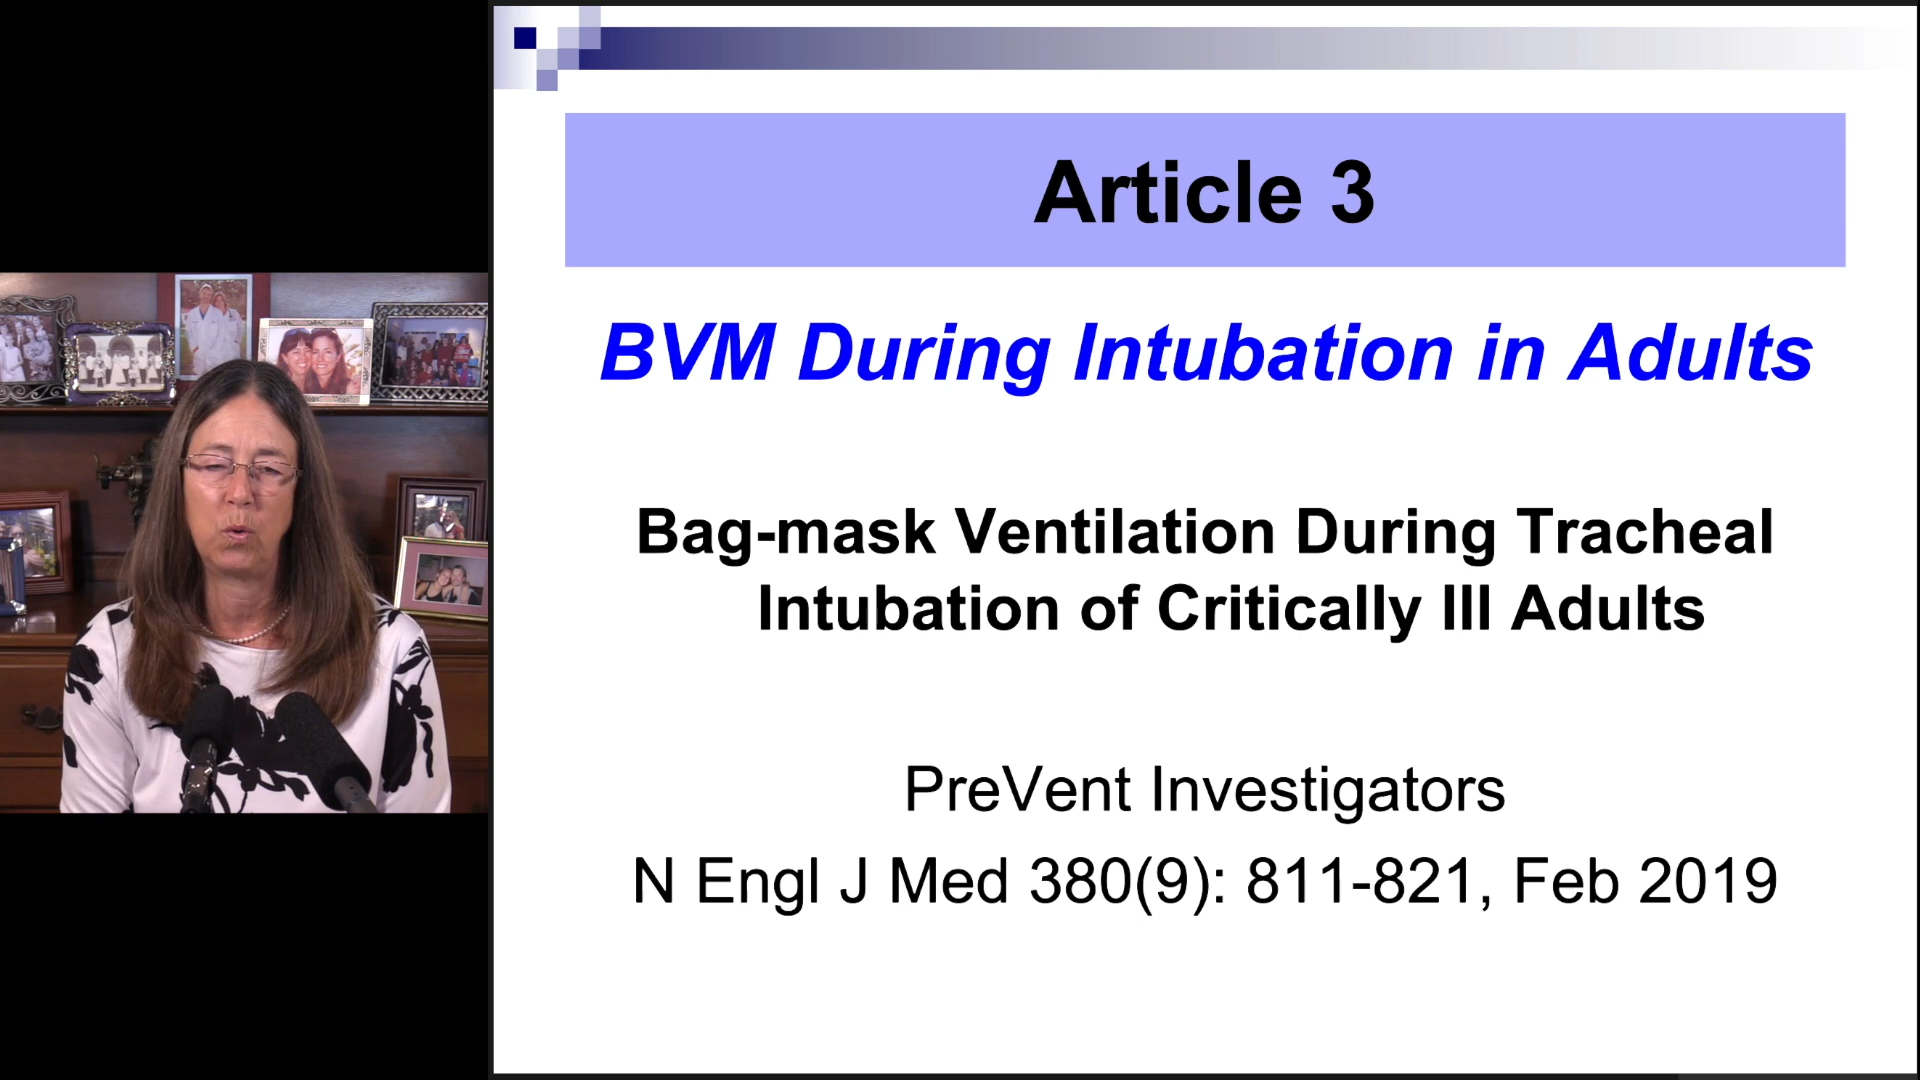 Article 3
BVM During Intubation in Adults
Bag-mask Ventilation During Tracheal
Intubation of Critically Ill Adults
PreVent Investigators
N Engl J Med 380(9): 811-821, Feb 2019